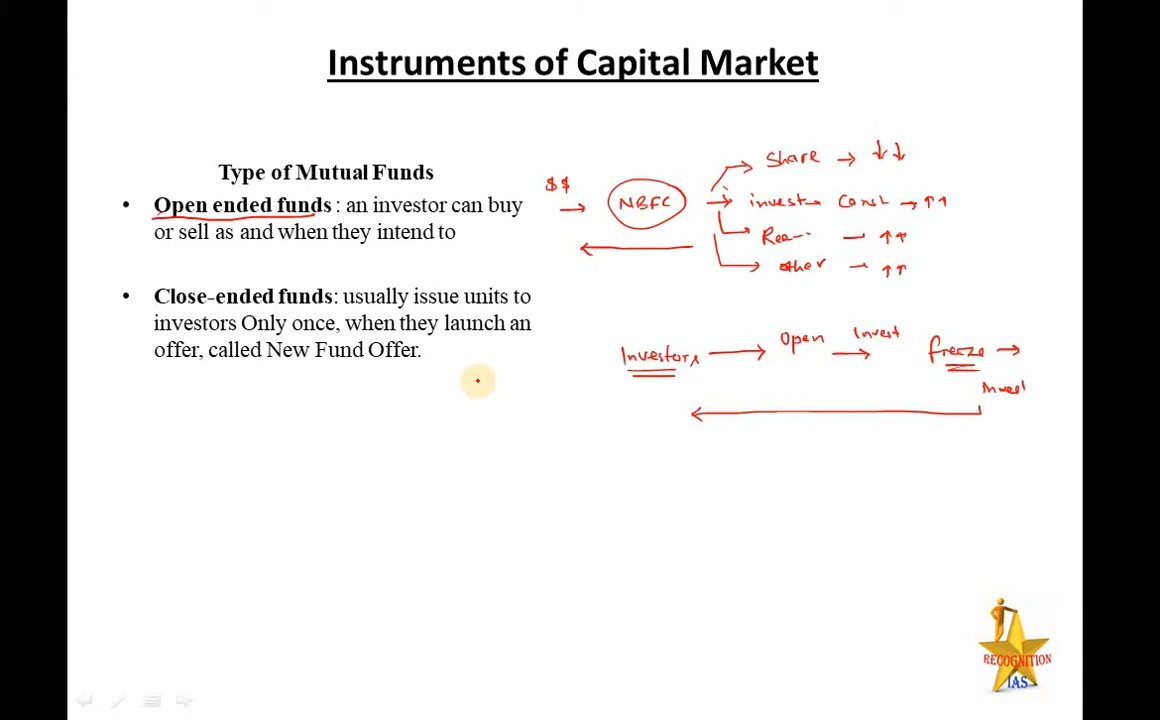 Instruments of Capital Market
Type of Mutual Funds
• Open ended funds : an investor can buy
or sell as and when they intend to
• Close-ended funds: usually issue units to
investors Only once, when they launch an
offer, called New Fund Offer.
$$ → NBFC → Share → ↓↓
invest → → ↑↑
→ ↑↑
other → ↑↑
Investors → Open Invest → freeze →
Invest
RECOGNITION
IAS